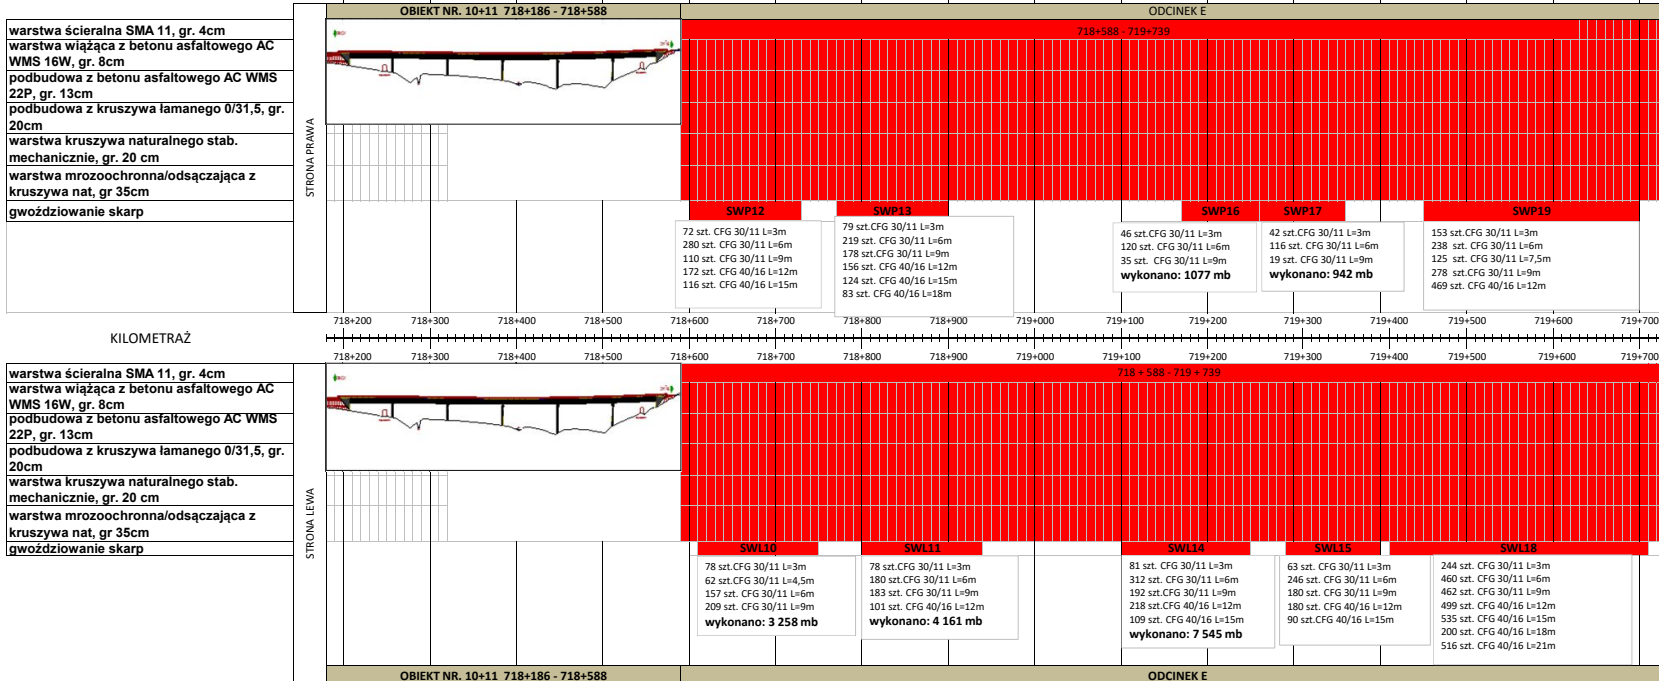 OBIEKT NR. 10+11 718+186 - 718+588
ODCINEK E
warstwa ścieralna SMA 11, gr. 4cm
718+588 - 719+739
warstwa wiążąca z betonu asfaltowego AC
WMS 16W, gr. 8cm
podbudowa z betonu asfaltowego AC WMS
22P, gr. 13cm
podbudowa z kruszywa łamanego 0/31,5, gr.
20cm
warstwa kruszywa naturalnego stab.
mechanicznie, gr. 20 cm
warstwa mrozoochronna/odsączająca z
kruszywa nat, gr 35cm
gwoździowanie skarp
STRONA PRAWA
SWP12
72 szt. CFG 30/11 L=3m
280 szt. CFG 30/11 L=6m
110 szt. CFG 30/11 L=9m
172 szt. CFG 40/16 L=12m
116 szt. CFG 40/16 L=15m
SWP13
79 szt.CFG 30/11 L=3m
219 szt. CFG 30/11 L=6m
178 szt.CFG 30/11 L=9m
156 szt. CFG 40/16 L=12m
124 szt. CFG 40/16 L=15m
83 szt. CFG 40/16 L=18m
SWP16
46 szt.CFG 30/11 L=3m
120 szt. CFG 30/11 L=6m
35 szt. CFG 30/11 L=9m
wykonano: 1077 mb
SWP17
42 szt.CFG 30/11 L=3m
116 szt. CFG 30/11 L=6m
19 szt.CFG 30/11 L=9m
wykonano: 942 mb
SWP19
153 szt.CFG 30/11 L=3m
238 szt. CFG 30/11 L=6m
125 szt.CFG 30/11 L=7,5m
278 szt. CFG 30/11 L=9m
469 szt. CFG 40/16 L=12m
718+200 718+300 718+400 718+500 718+600 718+700 718+800 718+900 719+000 719+100 719+200 719+300 719+400 719+500 719+600 719+700
KILOMETRAŻ
718+200 718+300 718+400 718+500 718+600 718+700 718+800 718+900 719+000 719+100 719+200 719+300 719+400 719+500 719+600 719+700
warstwa ścieralna SMA 11, gr. 4cm
718 + 588 - 719 + 739
warstwa wiążąca z betonu asfaltowego AC
WMS 16W, gr. 8cm
podbudowa z betonu asfaltowego AC WMS
22P, gr. 13cm
podbudowa z kruszywa łamanego 0/31,5, gr.
20cm
warstwa kruszywa naturalnego stab.
mechanicznie, gr. 20 cm
warstwa mrozoochronna/odsączająca z
kruszywa nat, gr 35cm
gwoździowanie skarp
STRONA LEWA
SWL10
78 szt.CFG 30/11 L=3m
62 szt.CFG 30/11 L=4,5m
157 szt. CFG 30/11 L=6m
209 szt. CFG 30/11 L=9m
wykonano: 3 258 mb
SWL11
78 szt.CFG 30/11 L=3m
180 szt. CFG 30/11 L=6m
183 szt. CFG 30/11 L=9m
101 szt. CFG 40/16 L=12m
wykonano: 4 161 mb
SWL14
81 szt. CFG 30/11 L=3m
312 szt. CFG 30/11 L=6m
192 szt.CFG 30/11 L=9m
218 szt.CFG 40/16 L=12m
109 szt. CFG 40/16 L=15m
wykonano: 7 545 mb
SWL15
63 szt. CFG 30/11 L=3m
246 szt. CFG 30/11 L=6m
180 szt. CFG 30/11 L=9m
180 szt. CFG 40/16 L=12m
90 szt.CFG 40/16 L=15m
SWL18
244 szt. CFG 30/11 L=3m
460 szt. CFG 30/11 L=6m
462 szt. CFG 30/11 L=9m
499 szt. CFG 40/16 L=12m
535 szt. CFG 40/16 L=15m
200 szt. CFG 40/16 L=18m
516 szt. CFG 40/16 L=21m
OBIEKT NR. 10+11 718+186 - 718+588
ODCINEK E